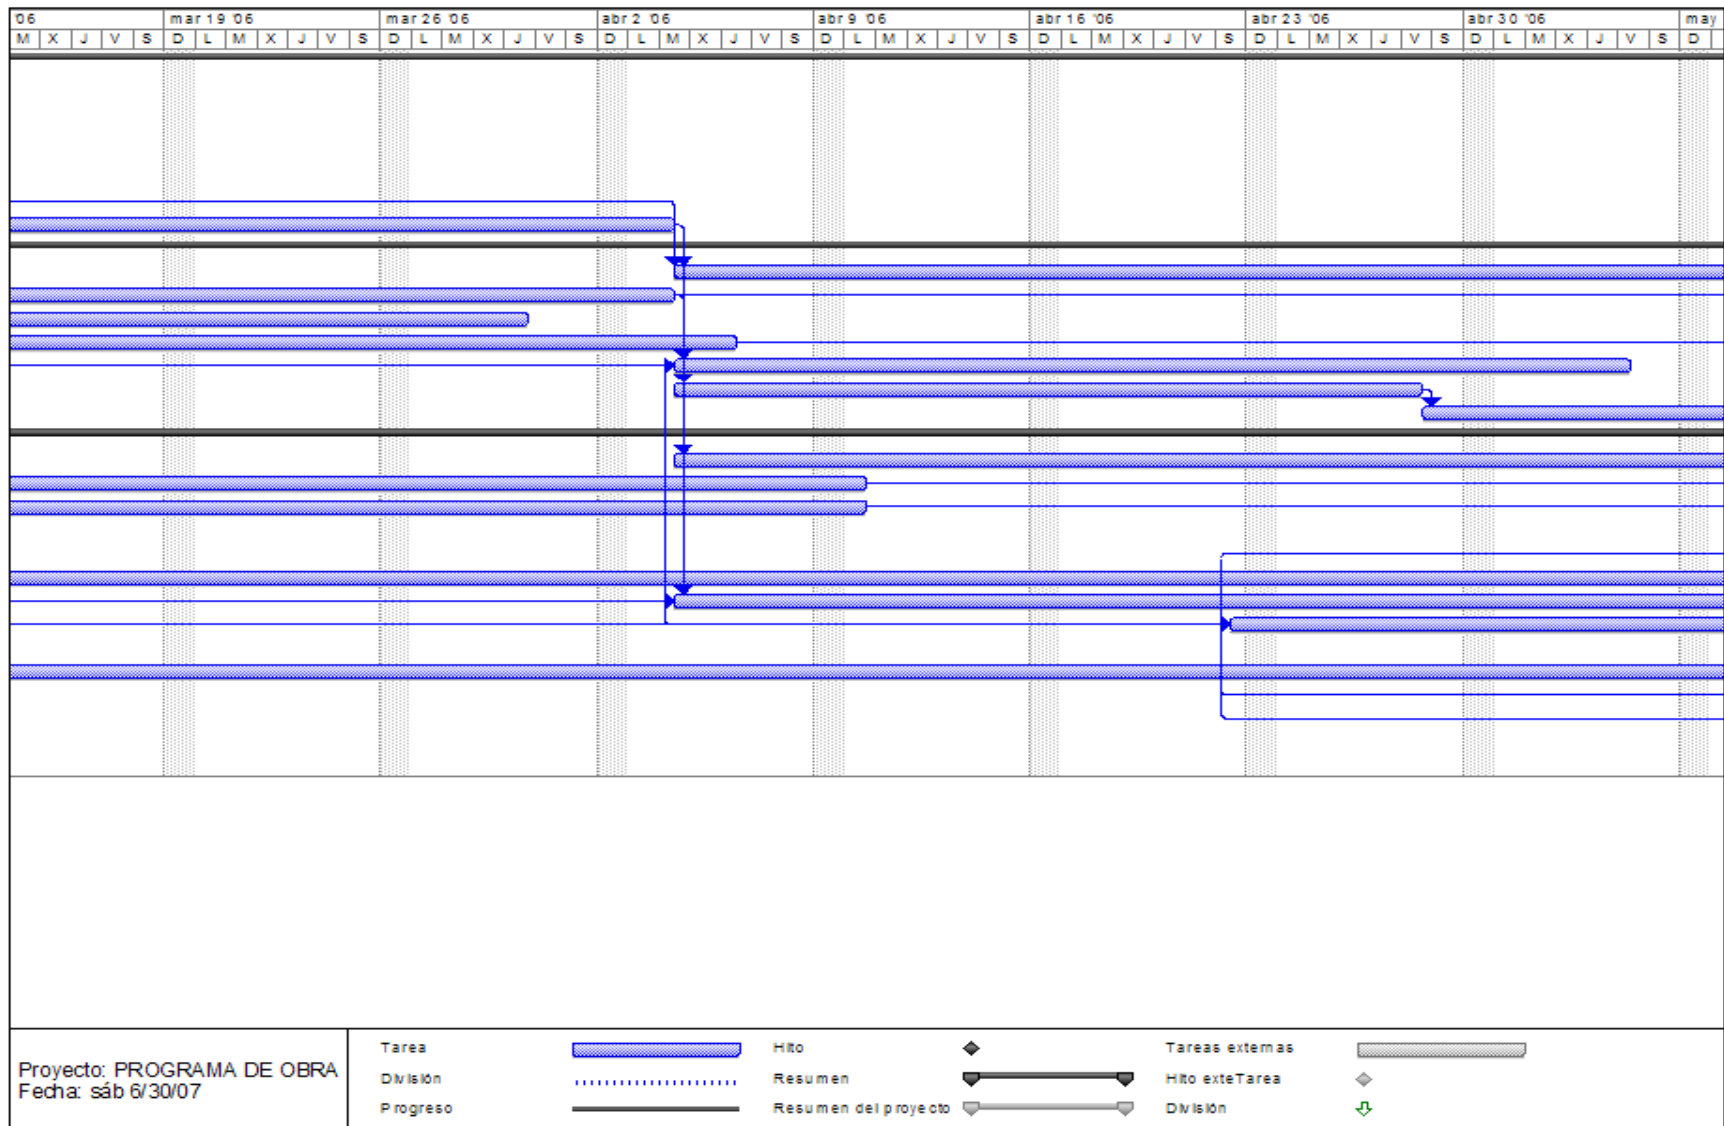 '06 mar 19 '06 mar 26 '06 abr 2 '06 abr 9 '06 abr 16 '06 abr 23 '06 abr 30 '06 may
M X J V S D L M X J V S D L M X J V S D L M X J V S D L M X J V S D L M X J V S D L M X J V S D L M X J V S D
Proyecto: PROGRAMA DE OBRA
Fecha: sáb 6/30/07
Tarea
División
Progreso
Hito
Resumen
Resumen del proyecto
Tareas externas
Hito exteTarea
División